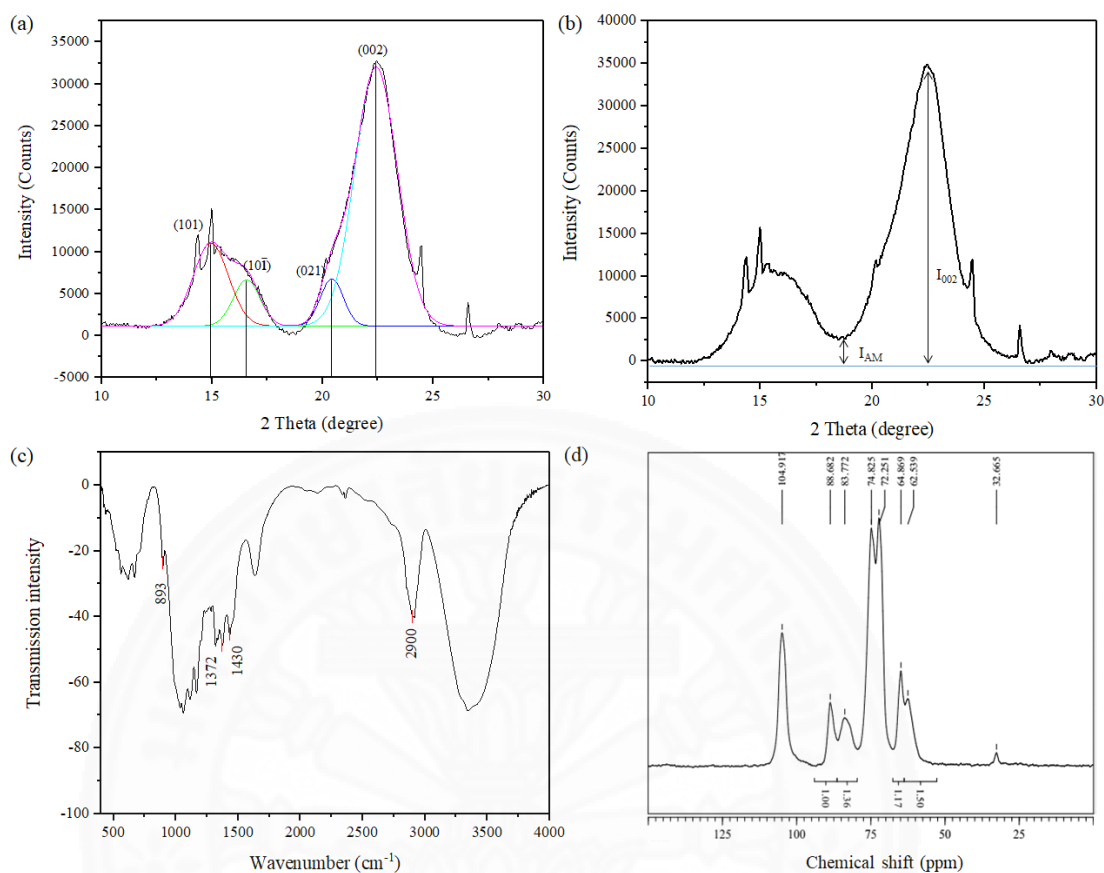 (a)
35000
30000
25000
20000
15000
10000
5000
0
-5000
Intensity (Counts)
(101)
(101̄)
(021)
(002)
10 15 20 25 30
2 Theta (degree)
(b)
40000
35000
30000
25000
20000
15000
10000
5000
0
Intensity (Counts)
I002
IAM
10 15 20 25 30
2 Theta (degree)
(c)
0
-20
-40
-60
-80
-100
Transmission intensity
893
1372
1430
2900
500 1000 1500 2000 2500 3000 3500 4000
Wavenumber (cm-1)
(d)
104.917
88.682
83.772
74.825
72.251
64.869
62.539
32.665
1.00
1.36
1.17
1.50
125 100 75 50 25
Chemical shift (ppm)